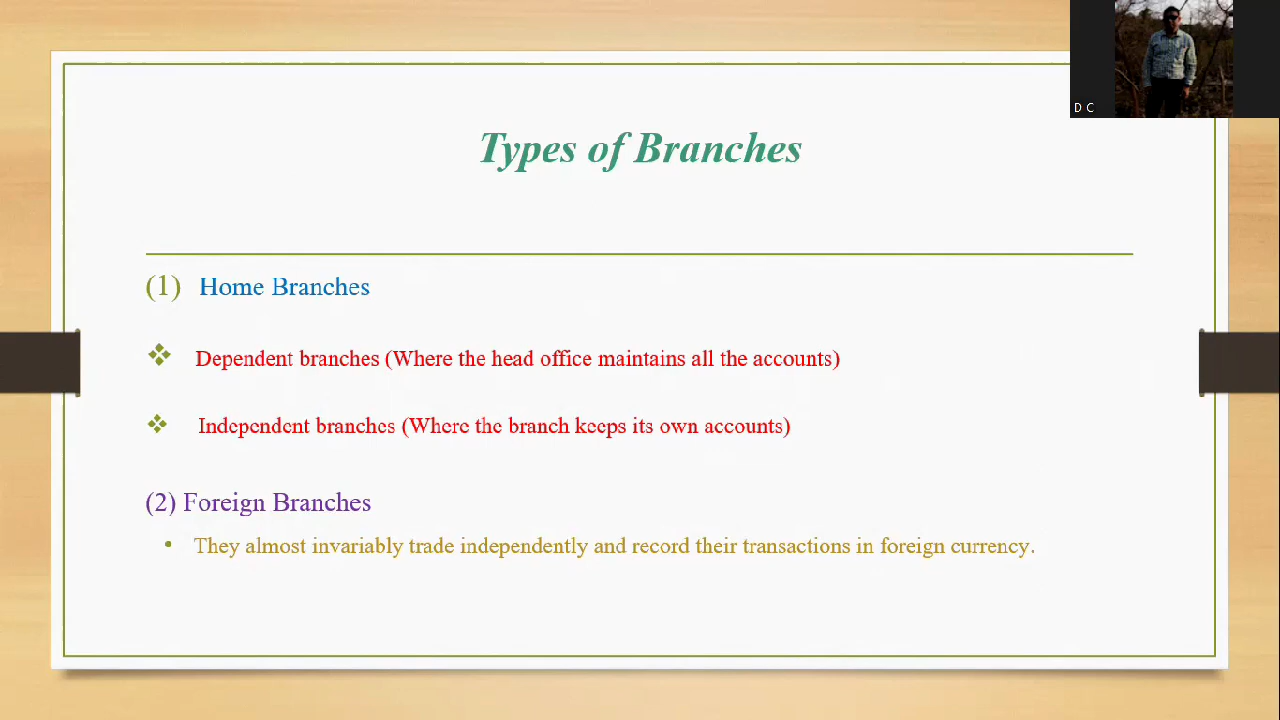 D C
Types of Branches
(1) Home Branches
❖ Dependent branches (Where the head office maintains all the accounts)
❖ Independent branches (Where the branch keeps its own accounts)
(2) Foreign Branches
• They almost invariably trade independently and record their transactions in foreign currency.